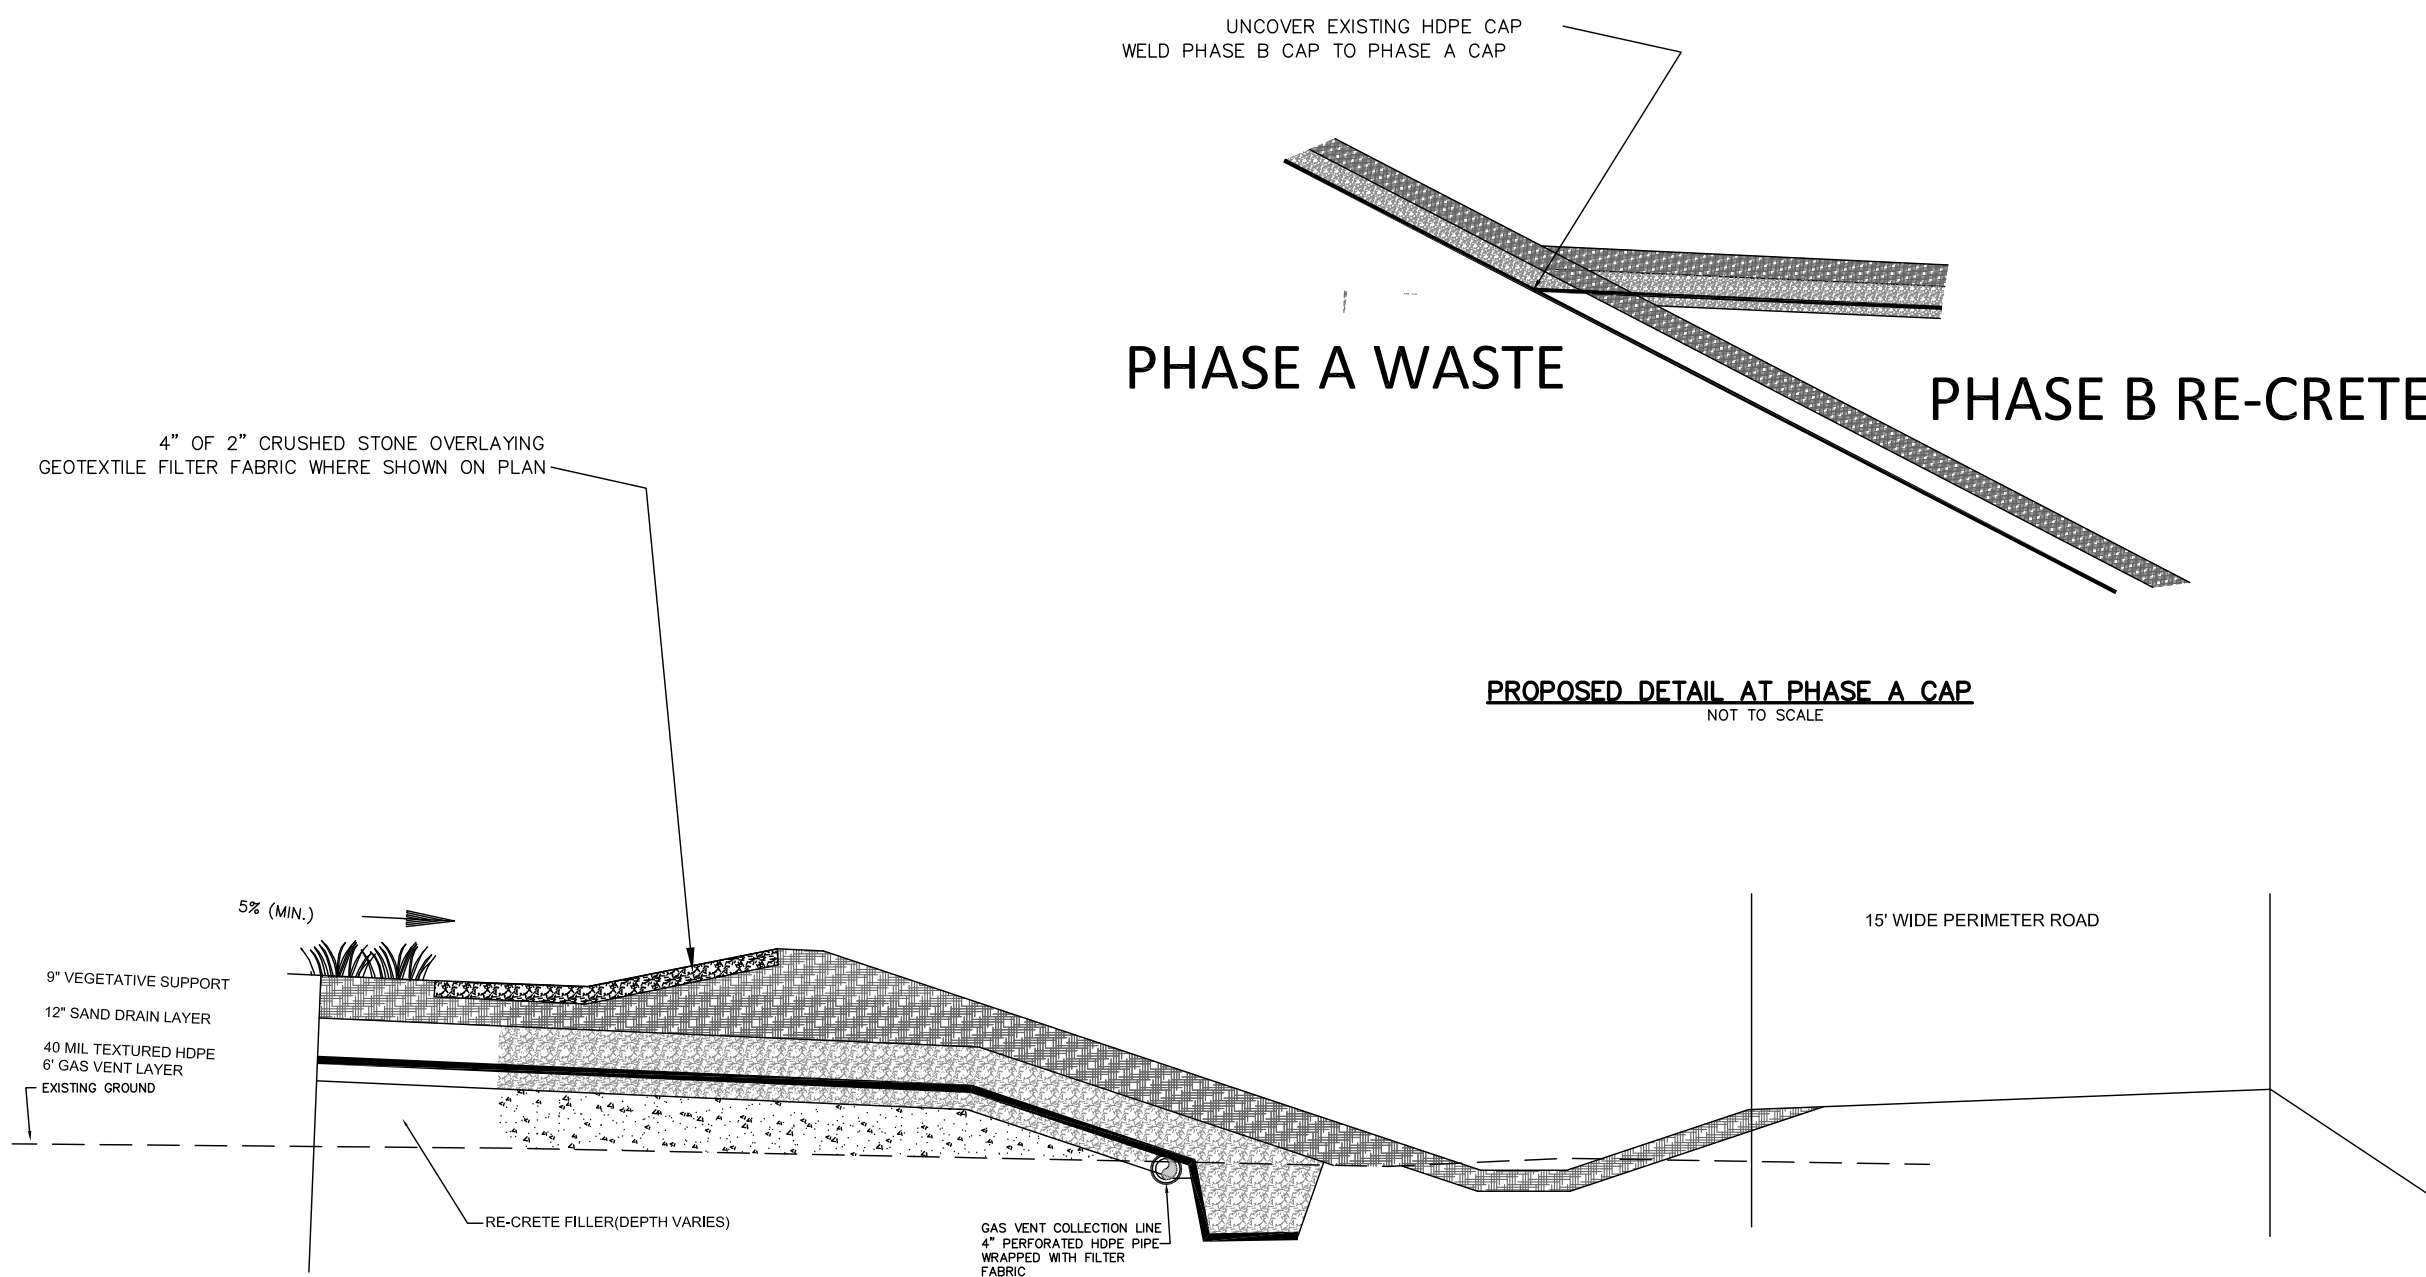 UNCOVER EXISTING HDPE CAP
WELD PHASE B CAP TO PHASE A CAP
PHASE A WASTE
PHASE B RE-CRETE
4” OF 2” CRUSHED STONE OVERLAYING
GEOTEXTILE FILTER FABRIC WHERE SHOWN ON PLAN
PROPOSED DETAIL AT PHASE A CAP
NOT TO SCALE
5% (MIN.)
15' WIDE PERIMETER ROAD
9" VEGETATIVE SUPPORT
12" SAND DRAIN LAYER
40 MIL TEXTURED HDPE
6' GAS VENT LAYER
EXISTING GROUND
RE-CRETE FILLER(DEPTH VARIES)
GAS VENT COLLECTION LINE
4” PERFORATED HDPE PIPE
WRAPPED WITH FILTER
FABRIC